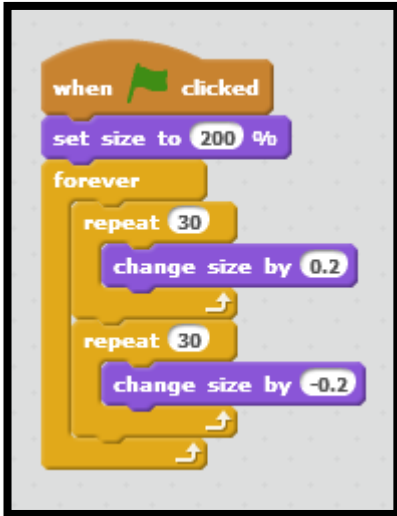 when clicked
set size to 200 %
forever
repeat 30
change size by 0.2
repeat 30
change size by -0.2